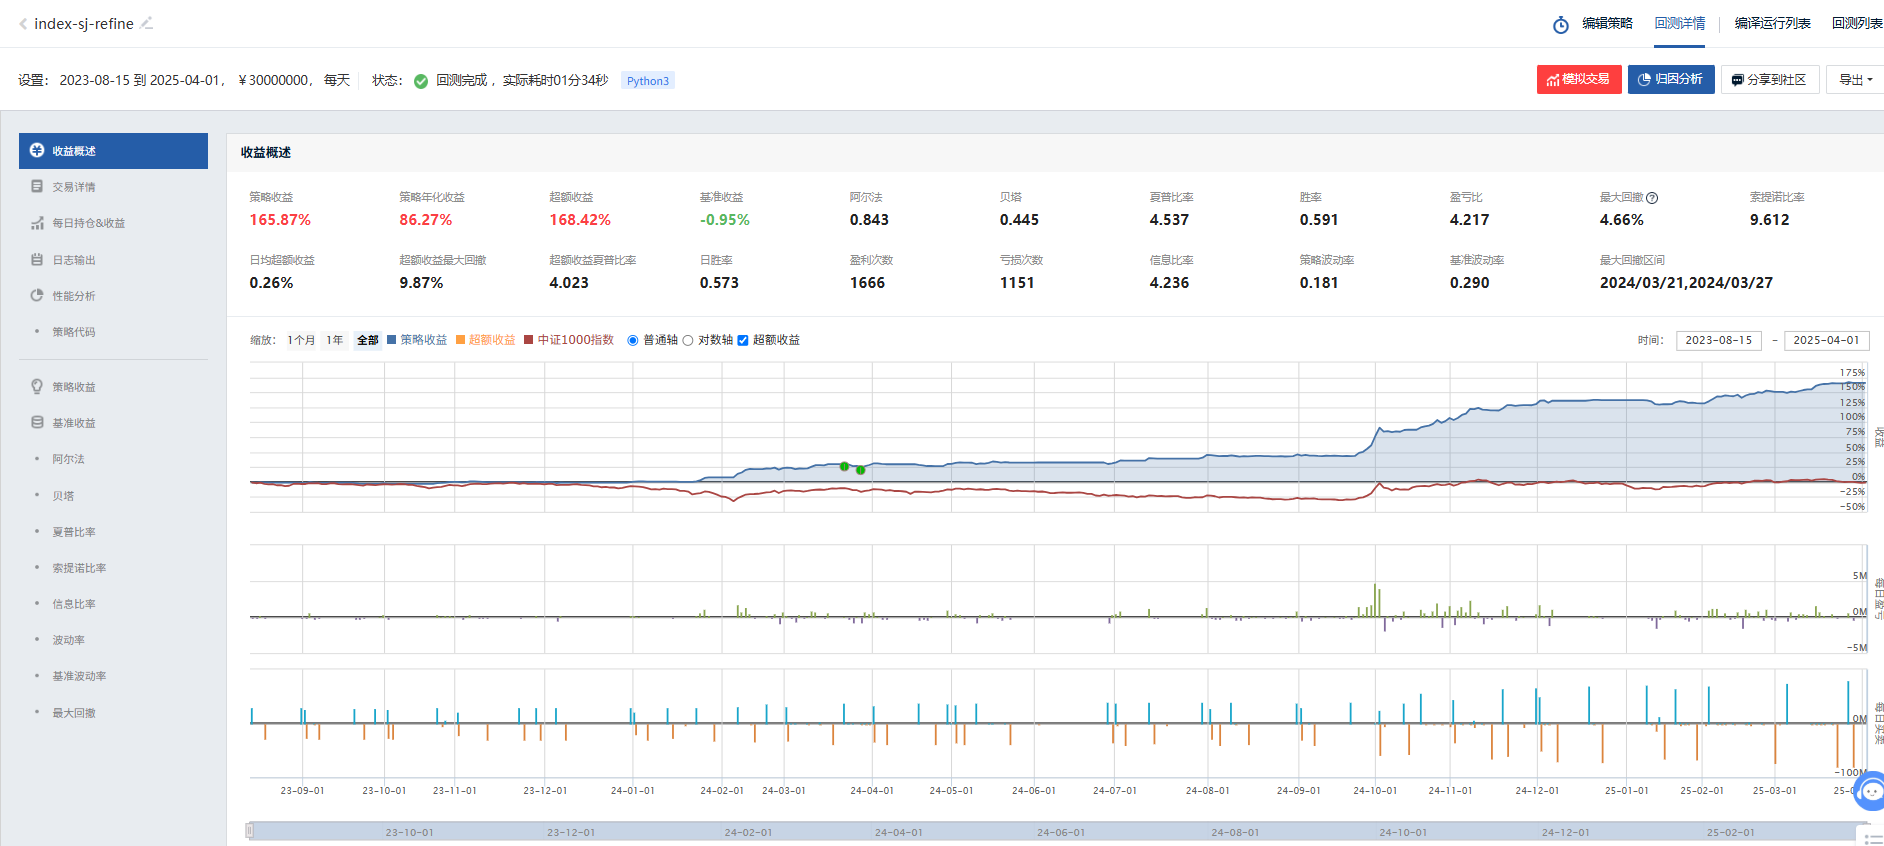 index-sj-refine
编辑策略 回测详情 编译运行列表 回测列表
设置： 2023-08-15 到 2025-04-01， ￥30000000， 每天 状态： 回测完成， 实际耗时01分34秒 Python3
模拟交易 归因分析 分享到社区 导出
收益概述
交易详情
每日持仓&收益
日志输出
性能分析
策略代码
策略收益
基准收益
阿尔法
贝塔
夏普比率
索提诺比率
信息比率
波动率
基准波动率
最大回撤
收益概述
策略收益 策略年化收益 超额收益 基准收益 阿尔法 贝塔 夏普比率 胜率 盈亏比 最大回撤 索提诺比率
165.87% 86.27% 168.42% -0.95% 0.843 0.445 4.537 0.591 4.217 4.66% 9.612
日均超额收益 超额收益最大回撤 超额收益夏普比率 日胜率 盈利次数 亏损次数 信息比率 策略波动率 基准波动率 最大回撤区间
0.26% 9.87% 4.023 0.573 1666 1151 4.236 0.181 0.290 2024/03/21,2024/03/27
缩放： 1个月 1年 全部 策略收益 超额收益 中证1000指数 普通轴 对数轴 超额收益 时间： 2023-08-15 - 2025-04-01
175%
150%
125%
100%
75%
50%
25%
0%
-25%
-50%
收益
5M
0M
-5M
每日盈亏
0M
-100M
每日买卖
23-09-01 23-10-01 23-11-01 23-12-01 24-01-01 24-02-01 24-03-01 24-04-01 24-05-01 24-06-01 24-07-01 24-08-01 24-09-01 24-10-01 24-11-01 24-12-01 25-01-01 25-02-01 25-03-01 25-0
23-10-01 23-12-01 24-02-01 24-04-01 24-06-01 24-08-01 24-10-01 24-12-01 25-02-01